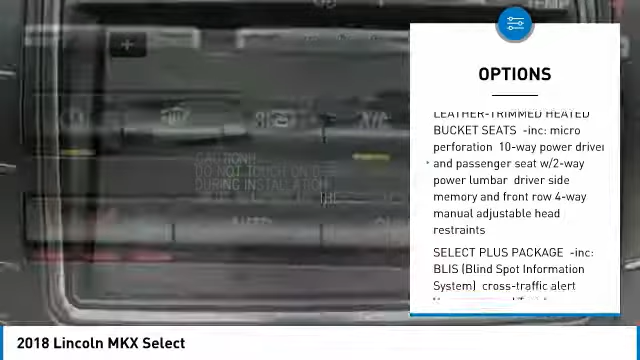 TEMP
+
A/C
CAUTION!
DO NOT TOUCH ON D
DURING INSTALLATION
OPTIONS
LEATHER-TRIMMED HEATED
BUCKET SEATS -inc: micro
perforation 10-way power driver
and passenger seat w/2-way
power lumbar driver side
memory and front row 4-way
manual adjustable head
restraints
SELECT PLUS PACKAGE -inc:
BLIS (Blind Spot Information
System) cross-traffic alert
2018 Lincoln MKX Select